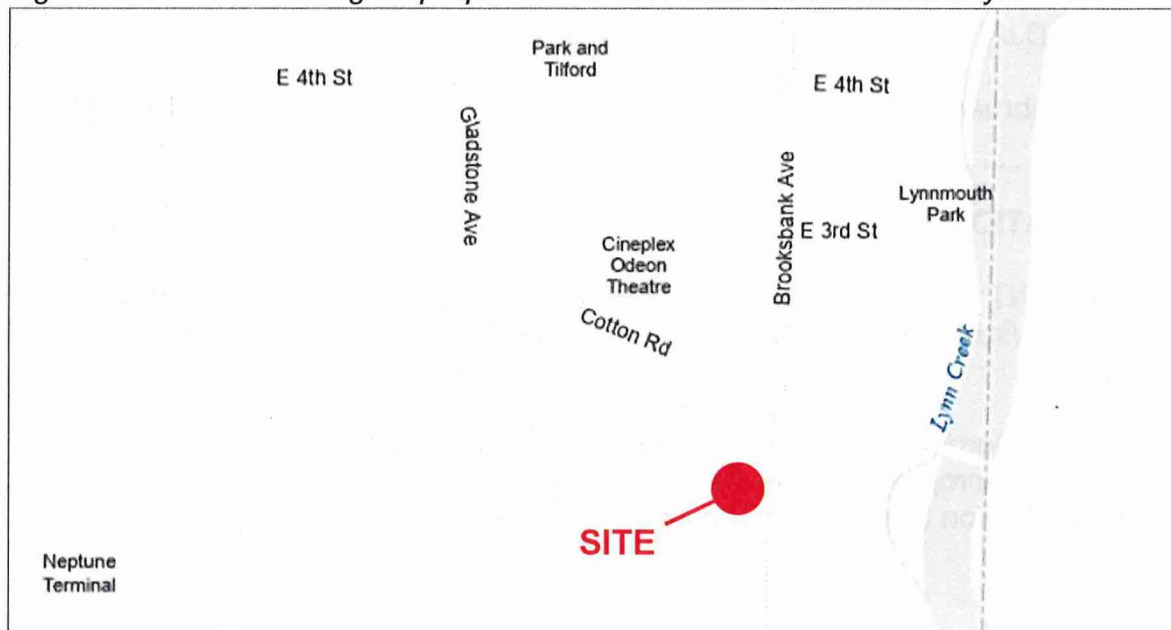 Park and
Tilford
E 4th St
E 4th St
Gladstone Ave
Brooksbank Ave
Lynnmouth
Park
E 3rd St
Cineplex
Odeon
Theatre
Cotton Rd
Lynn Creek
SITE
Neptune
Terminal